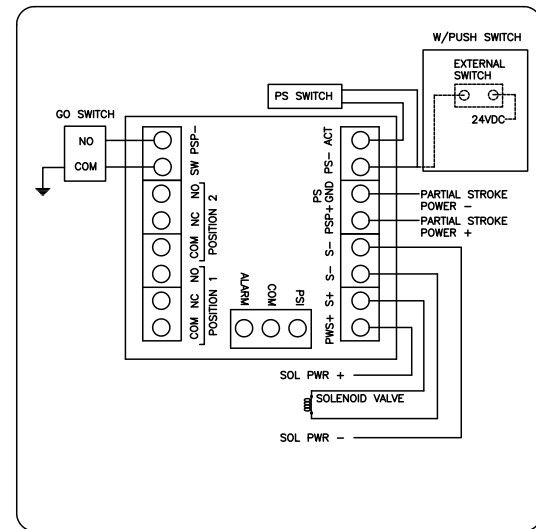 W/PUSH SWITCH
EXTERNAL
SWITCH
24VDC
PS SWITCH
GO SWITCH
NO
COM
PSP-
SW
NO
NC
COM
POSITION 2
NO
NC
COM
POSITION 1
ALARM
COM
PSI
ACT
PS-
PS
GND
PSP+
S-
S-
S+
PWS+
PARTIAL STROKE
POWER -
PARTIAL STROKE
POWER +
SOL PWR +
SOLENOID VALVE
SOL PWR -